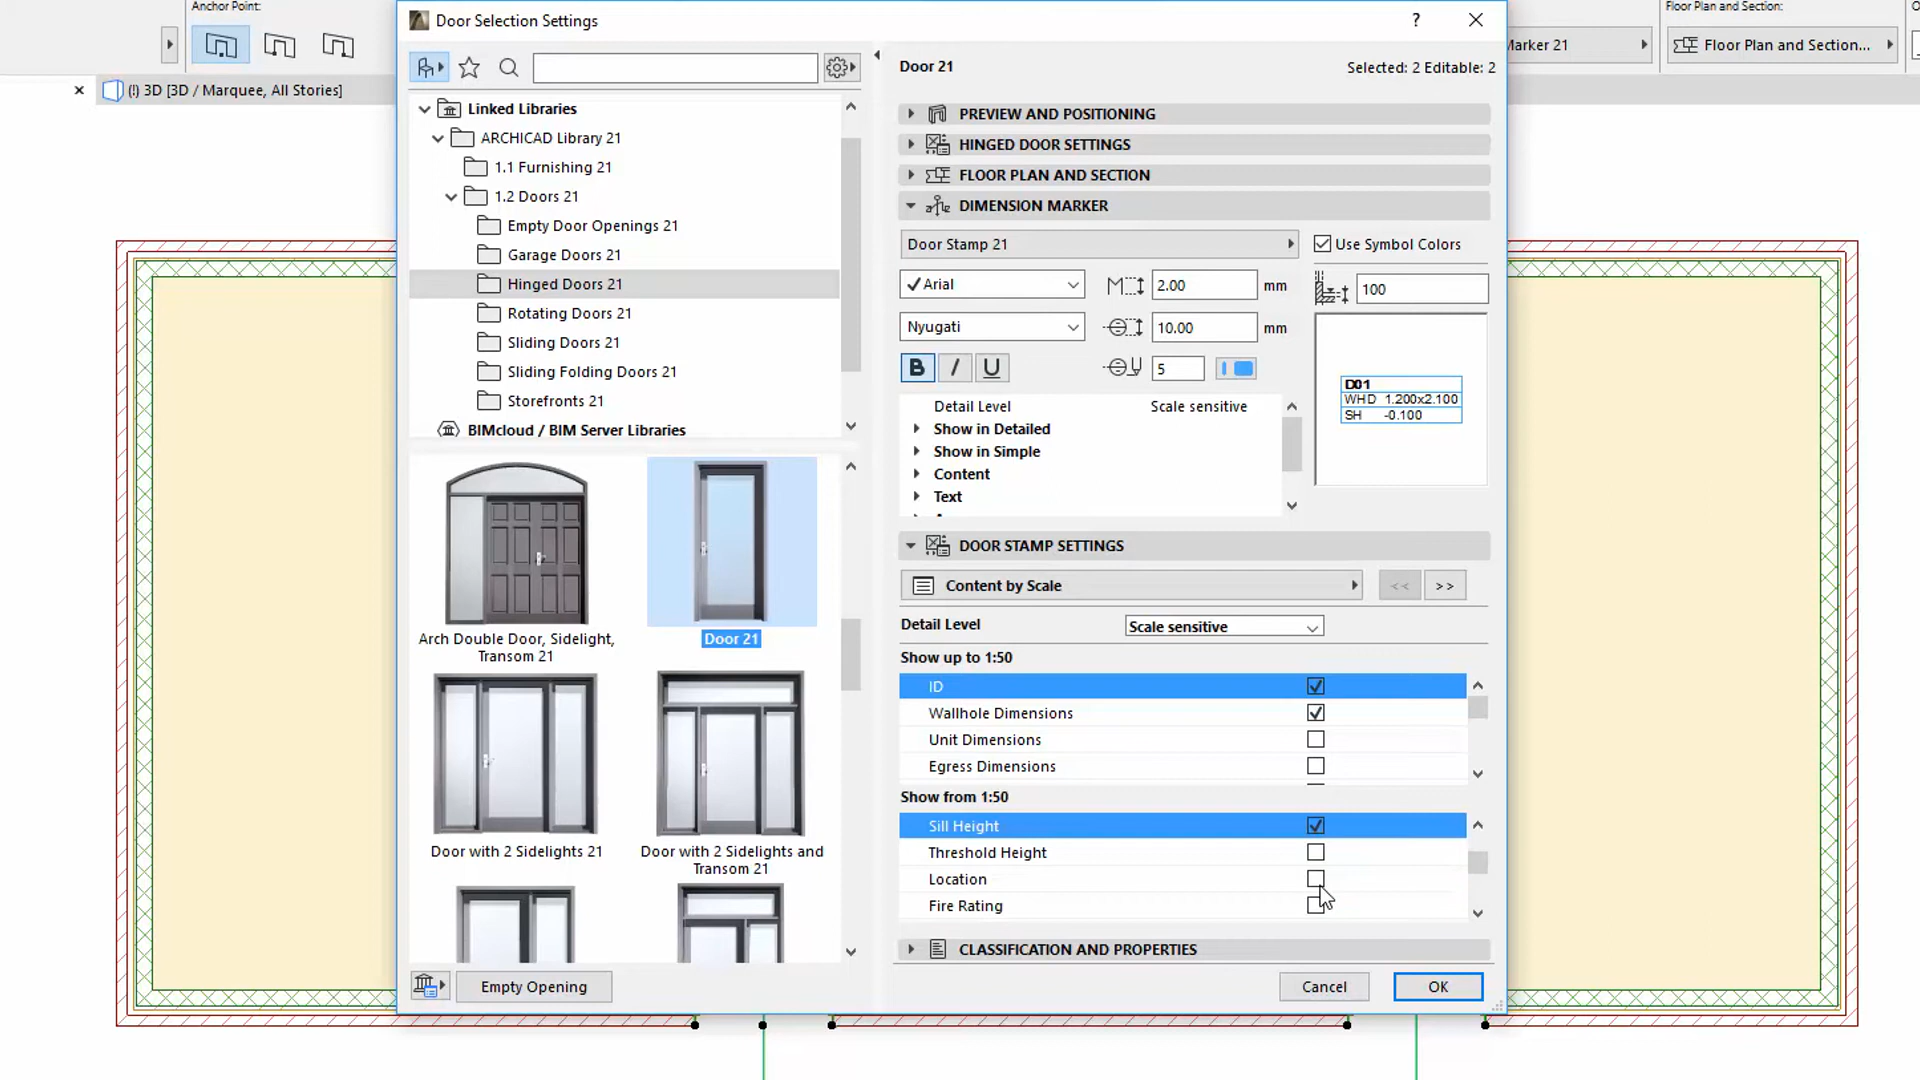 Anchor Point:
Floor Plan and Section:
Marker 21
Floor Plan and Section...
(!) 3D [3D / Marquee, All Stories]
Door Selection Settings
?
Linked Libraries
ARCHICAD Library 21
1.1 Furnishing 21
1.2 Doors 21
Empty Door Openings 21
Garage Doors 21
Hinged Doors 21
Rotating Doors 21
Sliding Doors 21
Sliding Folding Doors 21
Storefronts 21
BIMcloud / BIM Server Libraries
Arch Double Door, Sidelight,
Transom 21
Door 21
Door with 2 Sidelights 21
Door with 2 Sidelights and
Transom 21
Empty Opening
Door 21
Selected: 2 Editable: 2
PREVIEW AND POSITIONING
HINGED DOOR SETTINGS
FLOOR PLAN AND SECTION
DIMENSION MARKER
Door Stamp 21
Use Symbol Colors
Arial
2.00 mm
100
Nyugati
10.00 mm
B I U
5
D01
WHD 1.200x2.100
SH -0.100
Detail Level Scale sensitive
Show in Detailed
Show in Simple
Content
Text
DOOR STAMP SETTINGS
Content by Scale
<< >>
Detail Level Scale sensitive
Show up to 1:50
ID
Wallhole Dimensions
Unit Dimensions
Egress Dimensions
Show from 1:50
Sill Height
Threshold Height
Location
Fire Rating
CLASSIFICATION AND PROPERTIES
Cancel OK